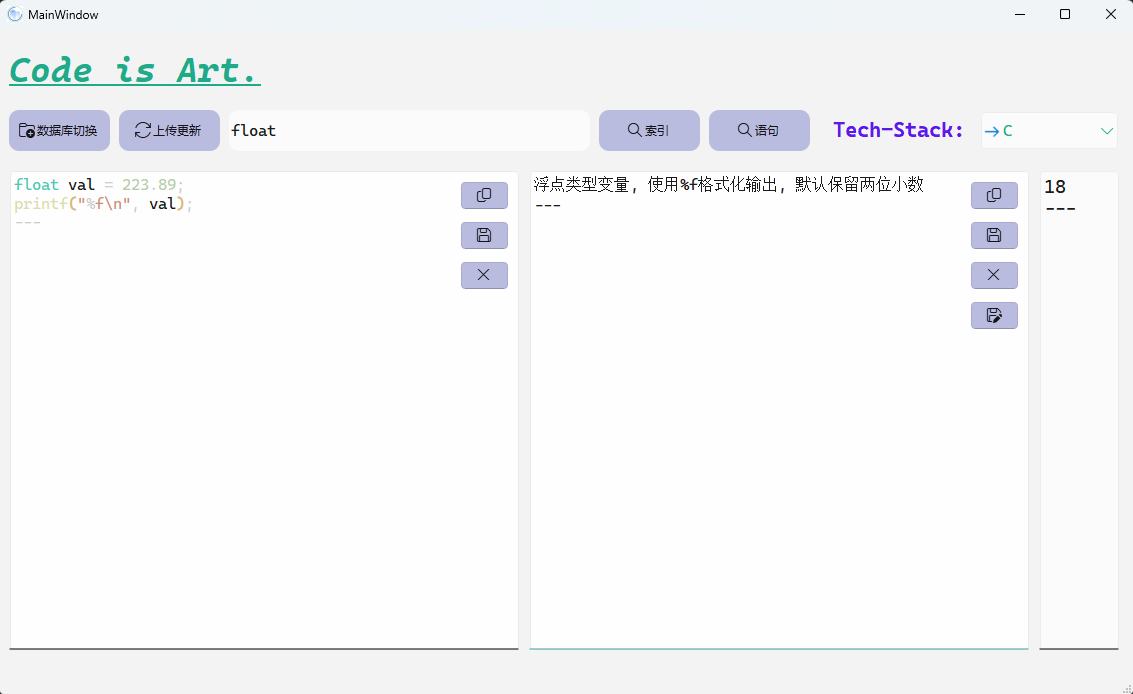 MainWindow
Code is Art.
数据库切换 上传更新 float 索引 语句 Tech-Stack: →C
float val = 223.89;
printf("%f\n", val);
---
浮点类型变量, 使用%f格式化输出, 默认保留两位小数
---
18
---